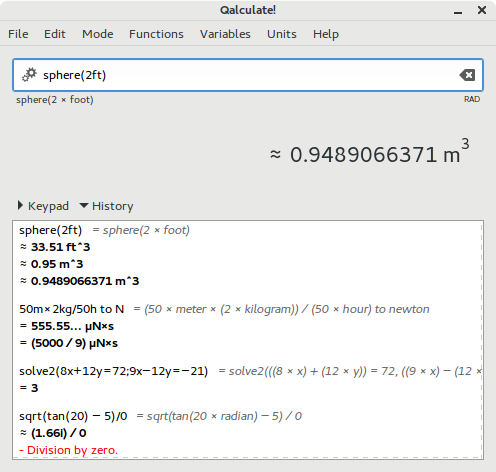 Qalculate!
File Edit Mode Functions Variables Units Help
sphere(2ft)
sphere(2 × foot) RAD
≈ 0.9489066371 m³
Keypad History
sphere(2ft) = sphere(2 × foot)
≈ 33.51 ft^3
≈ 0.95 m^3
≈ 0.9489066371 m^3
50m×2kg/50h to N = (50 × meter × (2 × kilogram)) / (50 × hour) to newton
= 555.55... µN×s
= (5000 ∕ 9) µN×s
solve2(8x+12y=72;9x−12y=−21) = solve2(((8 × x) + (12 × y)) = 72, ((9 × x) − (12 ×
= 3
sqrt(tan(20) − 5)/0 = sqrt(tan(20 × radian) − 5) / 0
≈ (1.66i) ∕ 0
- Division by zero.